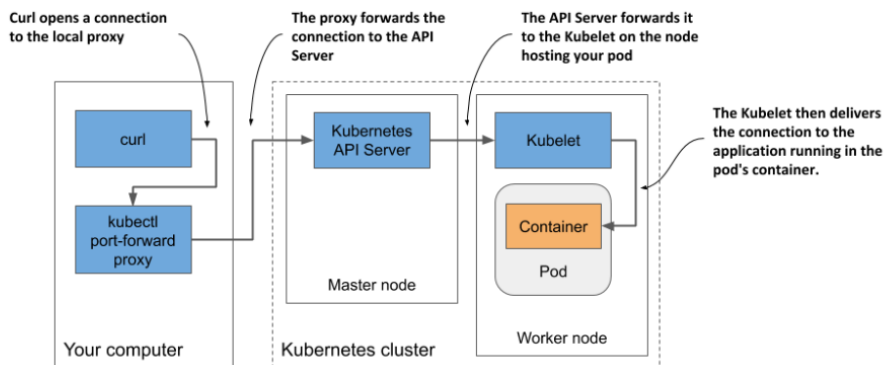 Curl opens a connection
to the local proxy
The proxy forwards the
connection to the API
Server
The API Server forwards it
to the Kubelet on the node
hosting your pod
The Kubelet then delivers
the connection to the
application running in the
pod's container.
curl
kubectl
port-forward
proxy
Your computer
Kubernetes
API Server
Master node
Kubelet
Container
Pod
Worker node
Kubernetes cluster